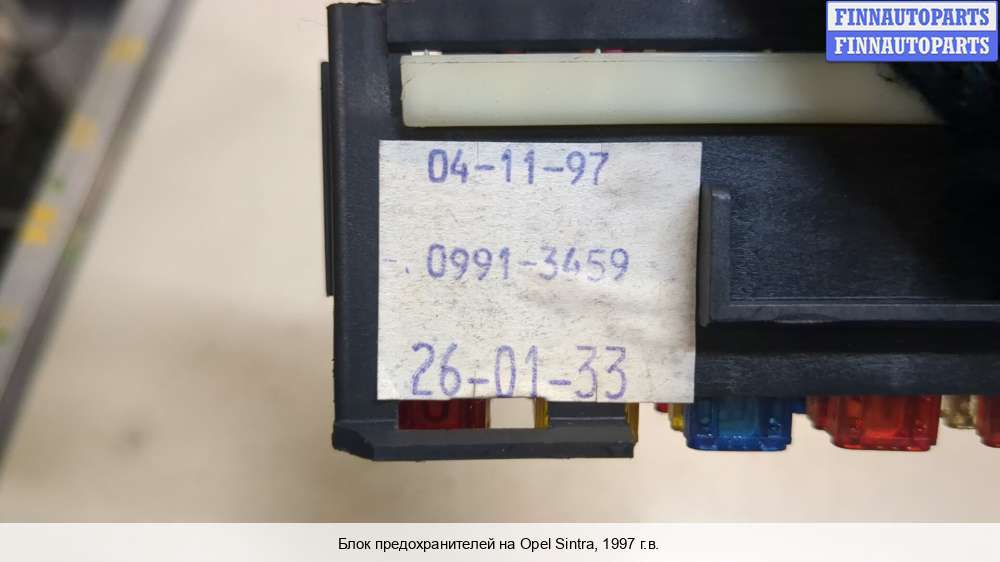 FINNAUTOPARTS
FINNAUTOPARTS
04-11-97
0991-3459
26-01-33
Блок предохранителей на Opel Sintra, 1997 г.в.